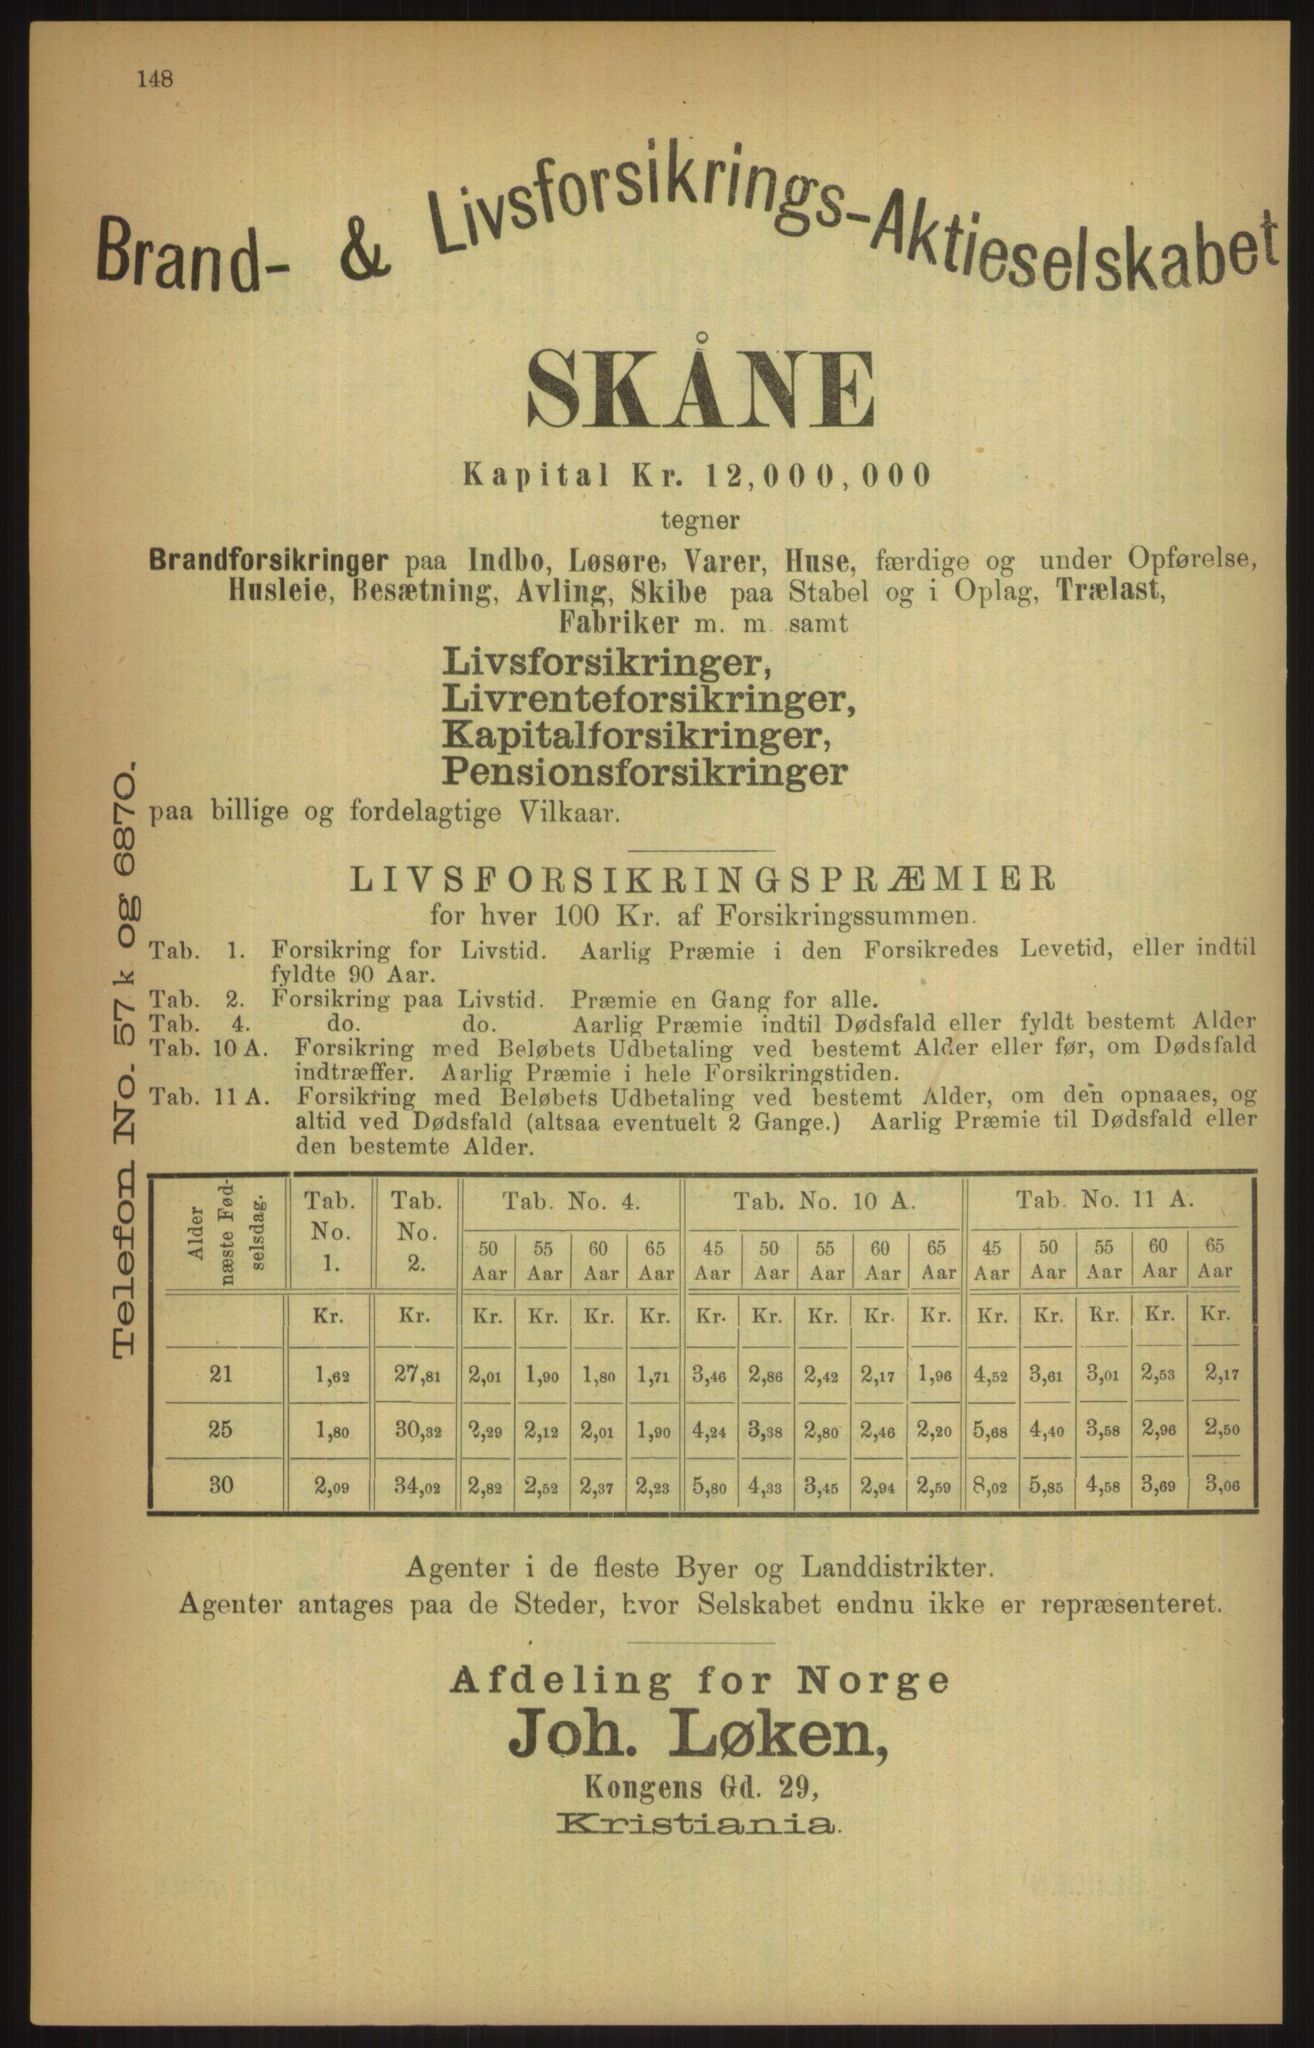 148
Brand- & Livsforsikrings-Aktieselskabet
SKÅNE
Kapital Kr. 12,000,000
tegner
Brandforsikringer paa Indbo, Løsøre, Varer, Huse, færdige og under Opførelse,
Husleie, Besætning, Avling, Skibe paa Stabel og i Oplag, Trælast,
Fabriker m. m. samt
Livsforsikringer,
Livrenteforsikringer,
Kapitalforsikringer,
Pensionsforsikringer
paa billige og fordelagtige Vilkaar.
Telefon No. 57 k og 6870.
LIVSFORSIKRINGSPRÆMIER
for hver 100 Kr. af Forsikringssummen.
Tab. 1. Forsikring for Livstid. Aarlig Præmie i den Forsikredes Levetid, eller indtil
fyldte 90 Aar.
Tab. 2. Forsikring paa Livstid. Præmie en Gang for alle.
Tab. 4. do. do. Aarlig Præmie indtil Dødsfald eller fyldt bestemt Alder
Tab. 10 A. Forsikring med Beløbets Udbetaling ved bestemt Alder eller før, om Dødsfald
indtræffer. Aarlig Præmie i hele Forsikringstiden.
Tab. 11 A. Forsikring med Beløbets Udbetaling ved bestemt Alder, om den opnaaes, og
altid ved Dødsfald (altsaa eventuelt 2 Gange.) Aarlig Præmie til Dødsfald eller
den bestemte Alder.
Alder
næste Fød-
selsdag.
Tab. No. 1.
Tab. No. 2.
Tab. No. 4. Tab. No. 10 A. Tab. No. 11 A.
50 55 60 65 45 50 55 60 65 45 50 55 60 65
Aar Aar Aar Aar Aar Aar Aar Aar Aar Aar Aar Aar Aar Aar
Kr. Kr. Kr. Kr. Kr. Kr. Kr. Kr. Kr. Kr. Kr. Kr. Kr. Kr. Kr. Kr.
21 1,62 27,81 2,01 1,90 1,80 1,71 3,46 2,86 2,42 2,17 1,96 4,52 3,61 3,01 2,53 2,17
25 1,80 30,32 2,29 2,12 2,01 1,90 4,24 3,38 2,80 2,46 2,20 5,68 4,40 3,58 2,96 2,50
30 2,09 34,02 2,82 2,52 2,37 2,23 5,80 4,33 3,45 2,94 2,59 8,02 5,85 4,58 3,69 3,06
Agenter i de fleste Byer og Landdistrikter.
Agenter antages paa de Steder, hvor Selskabet endnu ikke er repræsenteret.
Afdeling for Norge
Joh. Løken,
Kongens Gd. 29,
Kristiania.